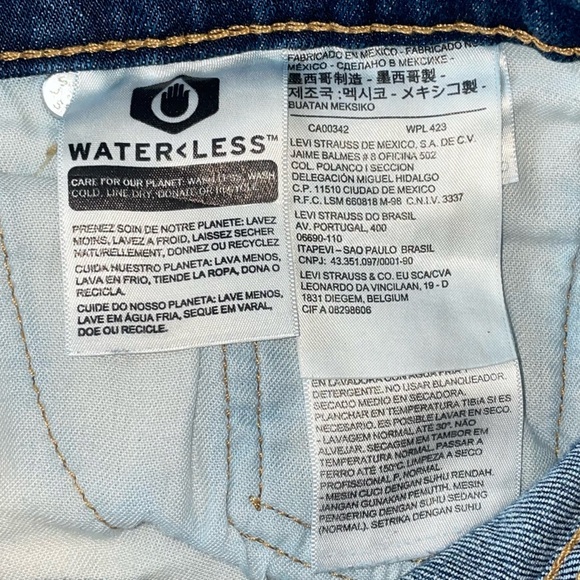 WATER<LESS™
CARE FOR OUR PLANET: WASH LESS, WASH
COLD, LINE DRY, DONATE OR RECYCLE
PRENEZ SOIN DE NOTRE PLANETE: LAVEZ
MOINS, LAVEZ A FROID, LAISSEZ SECHER
NATURELLEMENT, DONNEZ OU RECYCLEZ
CUIDA NUESTRO PLANETA: LAVA MENOS,
LAVA EN FRIO, TIENDE LA ROPA, DONA O
RECICLA.
CUIDE DO NOSSO PLANETA: LAVE MENOS,
LAVE EM ÁGUA FRIA, SEQUE EM VARAL,
DOE OU RECICLE.
FABRICADO EN MEXICO - FABRICADO NO
MÉXICO - СДЕЛАНО В МЕКСИКЕ -
墨西哥制造 - 墨西哥製 -
제조국 :멕시코 - メキシコ製 -
BUATAN MEKSIKO
CA00342 WPL 423
LEVI STRAUSS DE MEXICO, S.A. DE C.V.
JAIME BALMES # 8 OFICINA 502
COL. POLANCO I SECCION
DELEGACIÓN MIGUEL HIDALGO
C.P. 11510 CIUDAD DE MEXICO
R.F.C. LSM 660818 M-98 C.N.I.V. 3337
LEVI STRAUSS DO BRASIL
AV. PORTUGAL, 400
06690-110
ITAPEVI-SAO PAULO BRASIL
CNPJ: 43.351.097/0001-90
LEVI STRAUSS & CO. EU SCA/CVA
LEONARDO DA VINCILAAN, 19 - D
1831 DIEGEM, BELGIUM
CIF A 08298606
EN LAVADORA CON AGUA FRIA Y
DETERGENTE. NO USAR BLANQUEADOR.
SECADO MEDIO EN SECADORA.
PLANCHAR EN TEMPERATURA TIBIA SI ES
NECESARIO. ES POSIBLE LAVAR EN SECO.
- LAVAGEM NORMAL ATÉ 30°. NÃO
ALVEJAR. SECAGEM EM TAMBOR EM
TEMPERATURA NORMAL. PASSAR A
FERRO ATÉ 150°C. LIMPEZA A SECO
PROFISSIONAL P, NORMAL.
- MESIN CUCI DENGAN SUHU RENDAH.
JANGAN GUNAKAN PEMUTIH. MESIN
PENGERING DENGAN SUHU SEDANG
(NORMAL). SETRIKA DENGAN SUHU